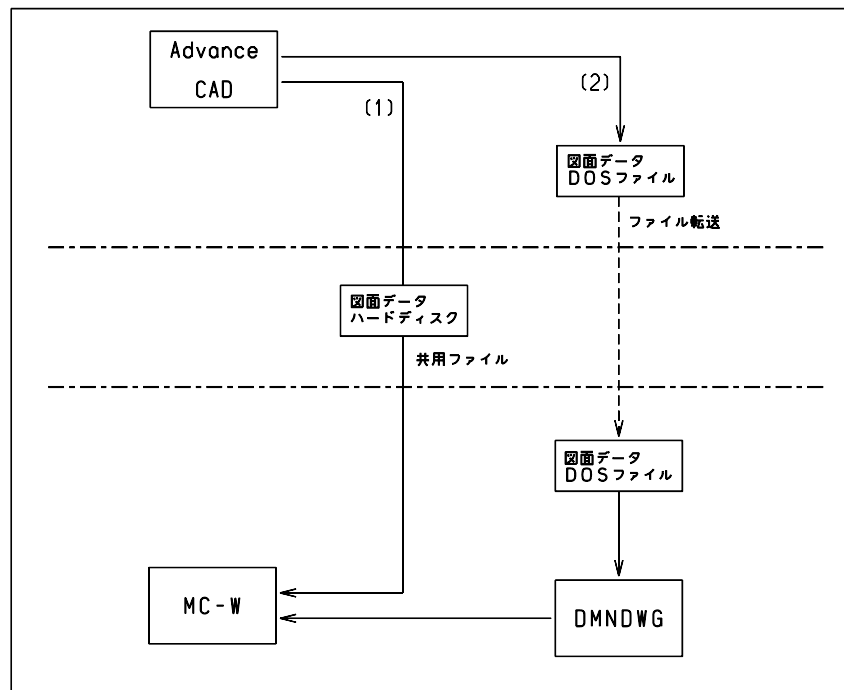 Advance
CAD
(1)
(2)
図面データ
DOSファイル
ファイル転送
図面データ
ハードディスク
共用ファイル
図面データ
DOSファイル
MC-W
DMNDWG